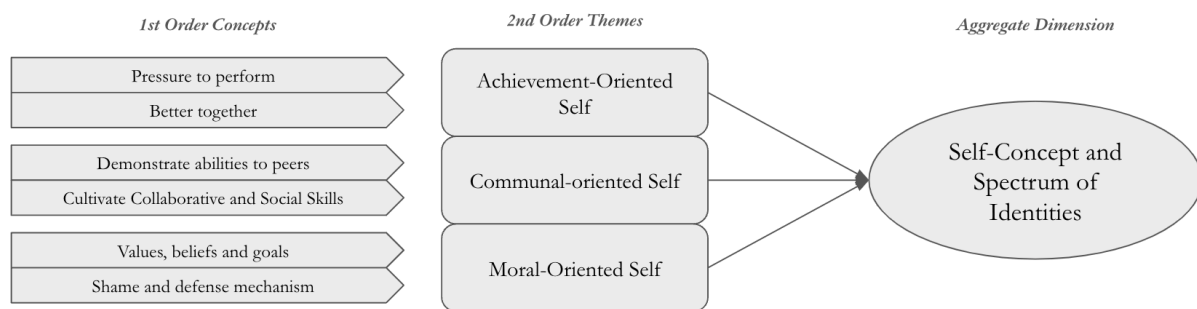 1st Order Concepts
2nd Order Themes
Aggregate Dimension
Pressure to perform
Better together
Demonstrate abilities to peers
Cultivate Collaborative and Social Skills
Values, beliefs and goals
Shame and defense mechanism
Achievement-Oriented
Self
Communal-oriented Self
Moral-Oriented Self
Self-Concept and
Spectrum of
Identities